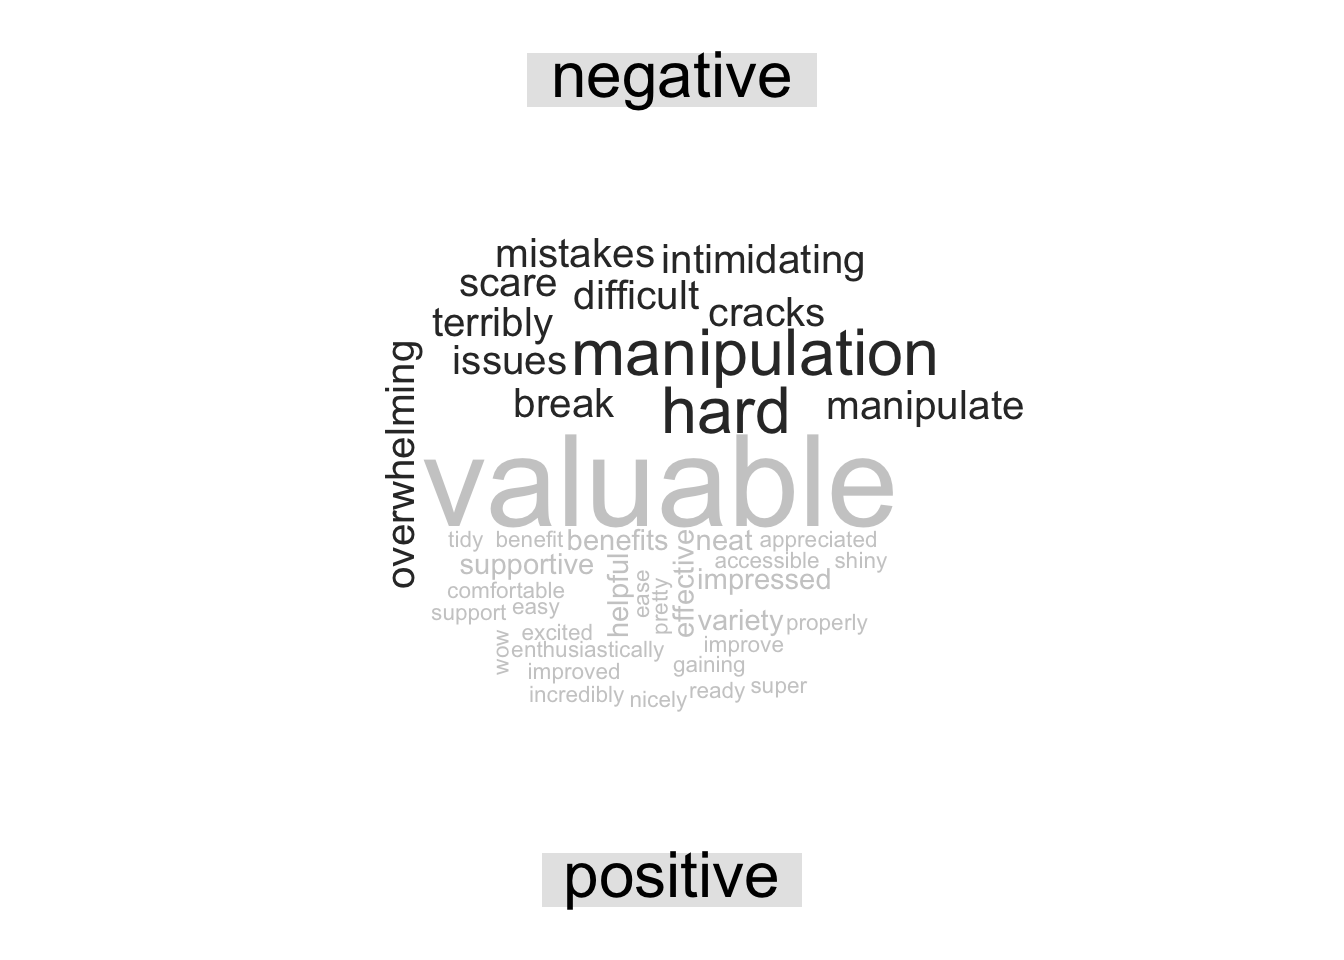 negative
mistakes intimidating
scare difficult
terribly cracks
issues manipulation
break hard manipulate
overwhelming
valuable
tidy benefit benefits effective neat appreciated
supportive helpful accessible shiny
comfortable ease pretty impressed
support easy variety properly
wow excited improve
enthusiastically gaining
improved
incredibly nicely ready super
positive